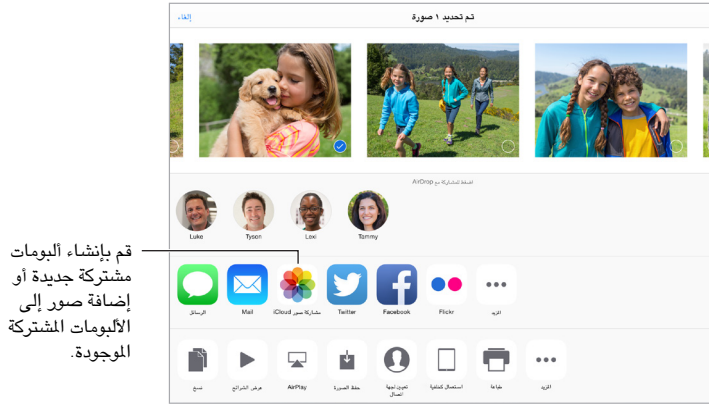 تم تحديد ١ صورة
إلغاء
اضغط للمشاركة مع AirDrop
Luke
Tyson
Lexi
Tammy
الرسائل
Mail
مشاركة صور iCloud
Twitter
Facebook
Flickr
المزيد
نسخ
عرض الشرائح
AirPlay
حفظ الصورة
تعيين لجهة
اتصال
استعمال كخلفية
طباعة
المزيد
قم بإنشاء ألبومات
مشتركة جديدة أو
إضافة صور إلى
الألبومات المشتركة
الموجودة.